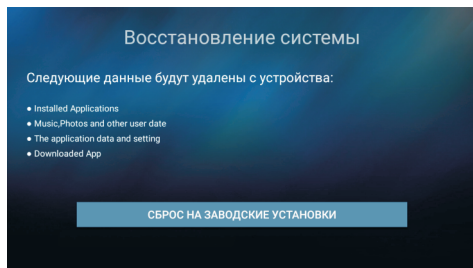 Восстановление системы
Следующие данные будут удалены с устройства:
● Installed Applications
● Music,Photos and other user date
● The application data and setting
● Downloaded App
СБРОС НА ЗАВОДСКИЕ УСТАНОВКИ